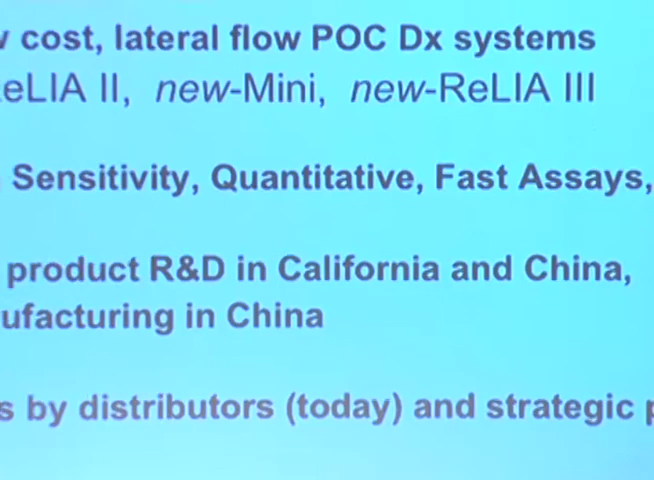 cost, lateral flow POC Dx systems
eLIA II, new-Mini, new-ReLIA III
Sensitivity, Quantitative, Fast Assays,
product R&D in California and China,
ufacturing in China
s by distributors (today) and strategic p